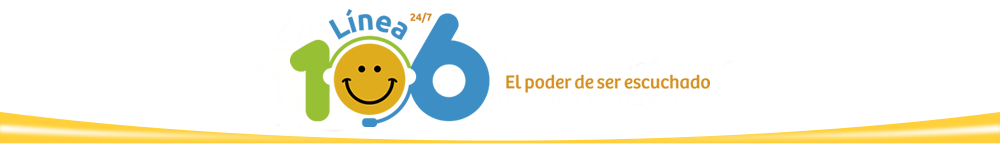 Línea 24/7
106
El poder de ser escuchado